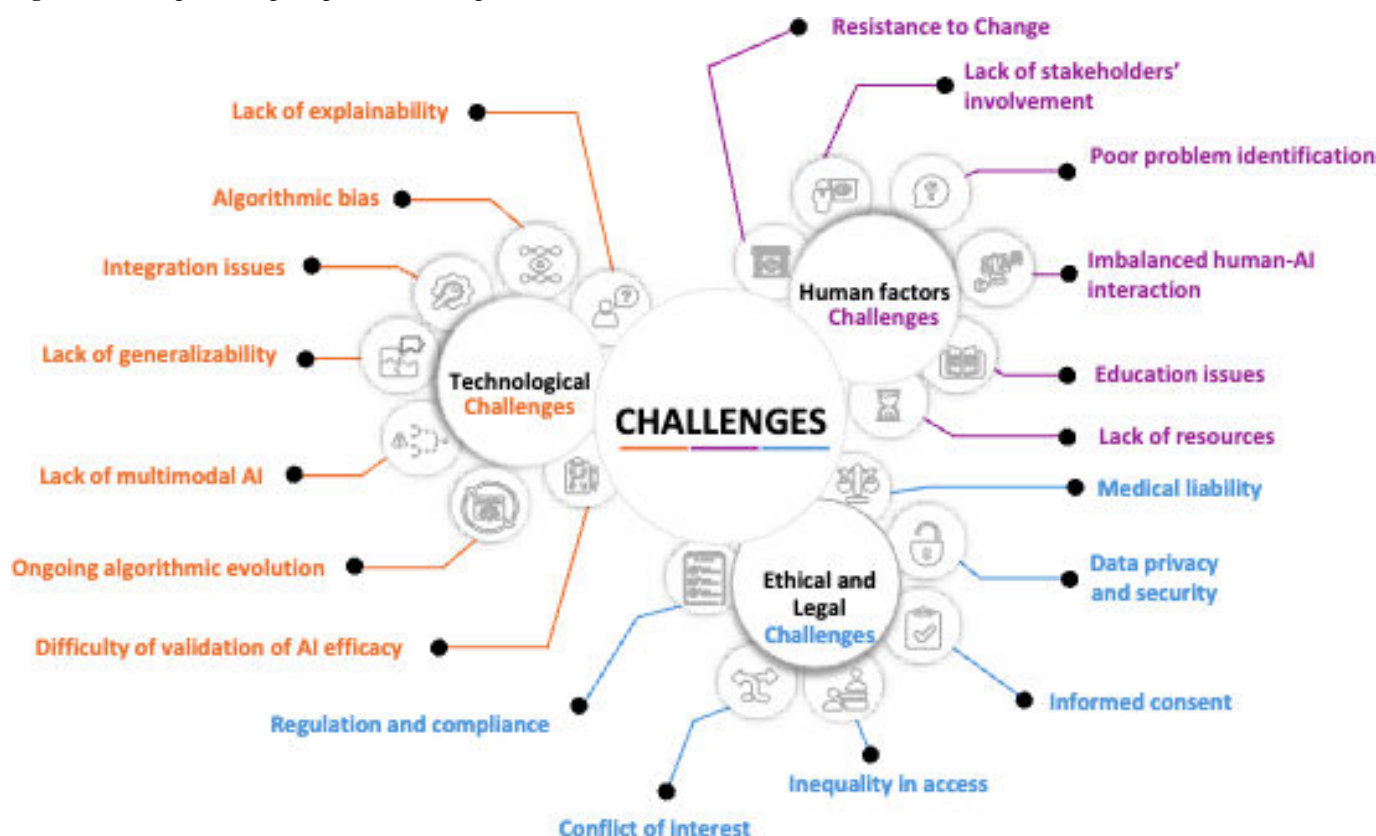 Resistance to Change
Lack of stakeholders'
involvement
Poor problem identification
Imbalanced human-AI
interaction
Education issues
Lack of resources
Human factors
Challenges
Lack of explainability
Algorithmic bias
Integration issues
Lack of generalizability
Lack of multimodal AI
Ongoing algorithmic evolution
Difficulty of validation of AI efficacy
Technological
Challenges
CHALLENGES
Medical liability
Data privacy
and security
Informed consent
Inequality in access
Conflict of interest
Regulation and compliance
Ethical and
Legal
Challenges